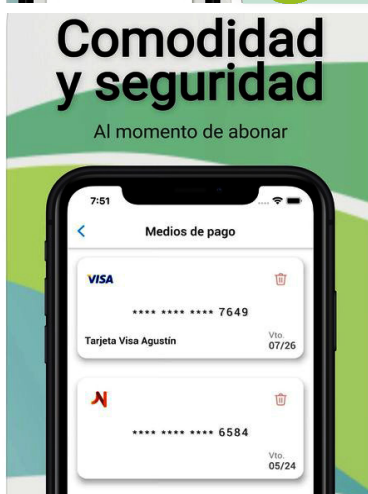 Comodidad
y seguridad
Al momento de abonar
7:51
Medios de pago
VISA
**** **** **** 7649
Tarjeta Visa Agustín
Vto.
07/26
**** **** **** 6584
Vto.
05/24